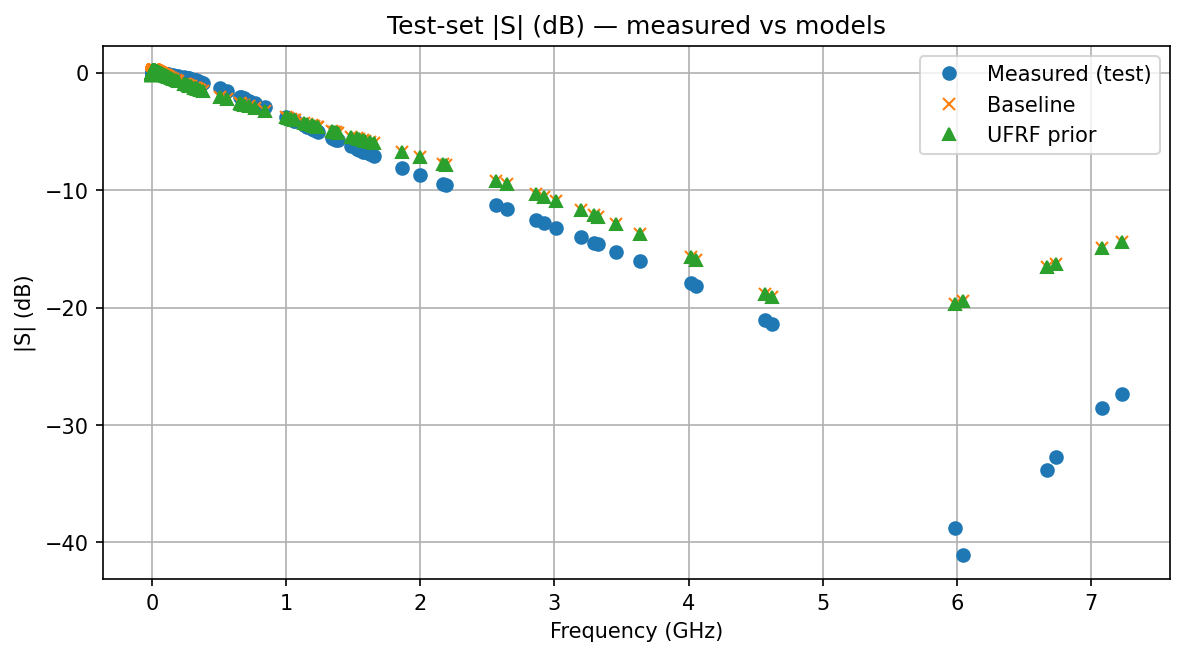 Test-set |S| (dB) — measured vs models
Measured (test)
Baseline
UFRF prior
|S| (dB)
0
−10
−20
−30
−40
0 1 2 3 4 5 6 7
Frequency (GHz)